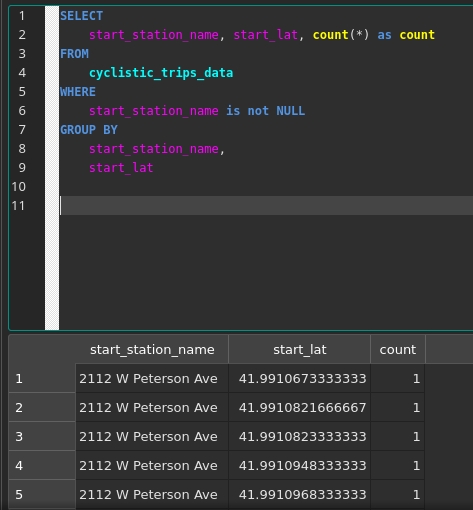 1 SELECT
2 start_station_name, start_lat, count(*) as count
3 FROM
4 cyclistic_trips_data
5 WHERE
6 start_station_name is not NULL
7 GROUP BY
8 start_station_name,
9 start_lat
10
11
start_station_name start_lat count
1 2112 W Peterson Ave 41.9910673333333 1
2 2112 W Peterson Ave 41.9910821666667 1
3 2112 W Peterson Ave 41.9910823333333 1
4 2112 W Peterson Ave 41.9910948333333 1
5 2112 W Peterson Ave 41.9910968333333 1